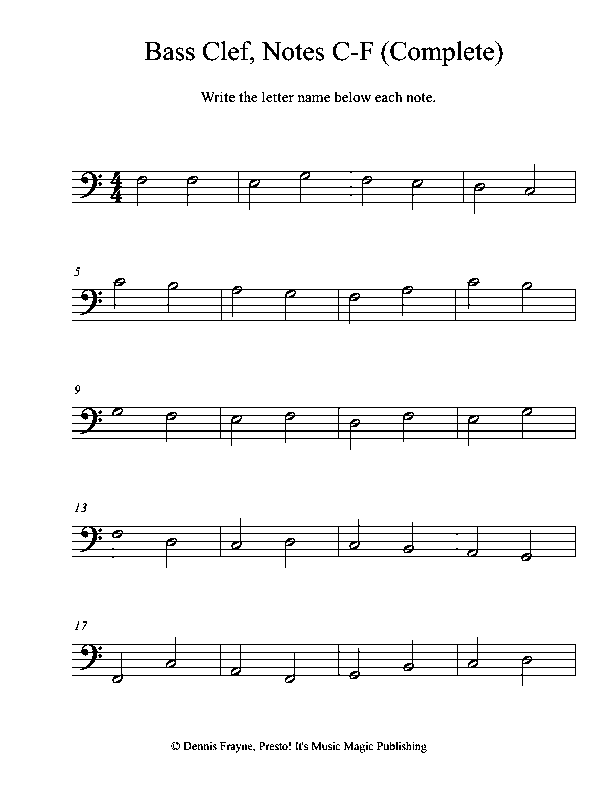 Bass Clef, Notes C-F (Complete)
Write the letter name below each note.
4
4
5
9
13
17
© Dennis Frayne, Presto! It's Music Magic Publishing